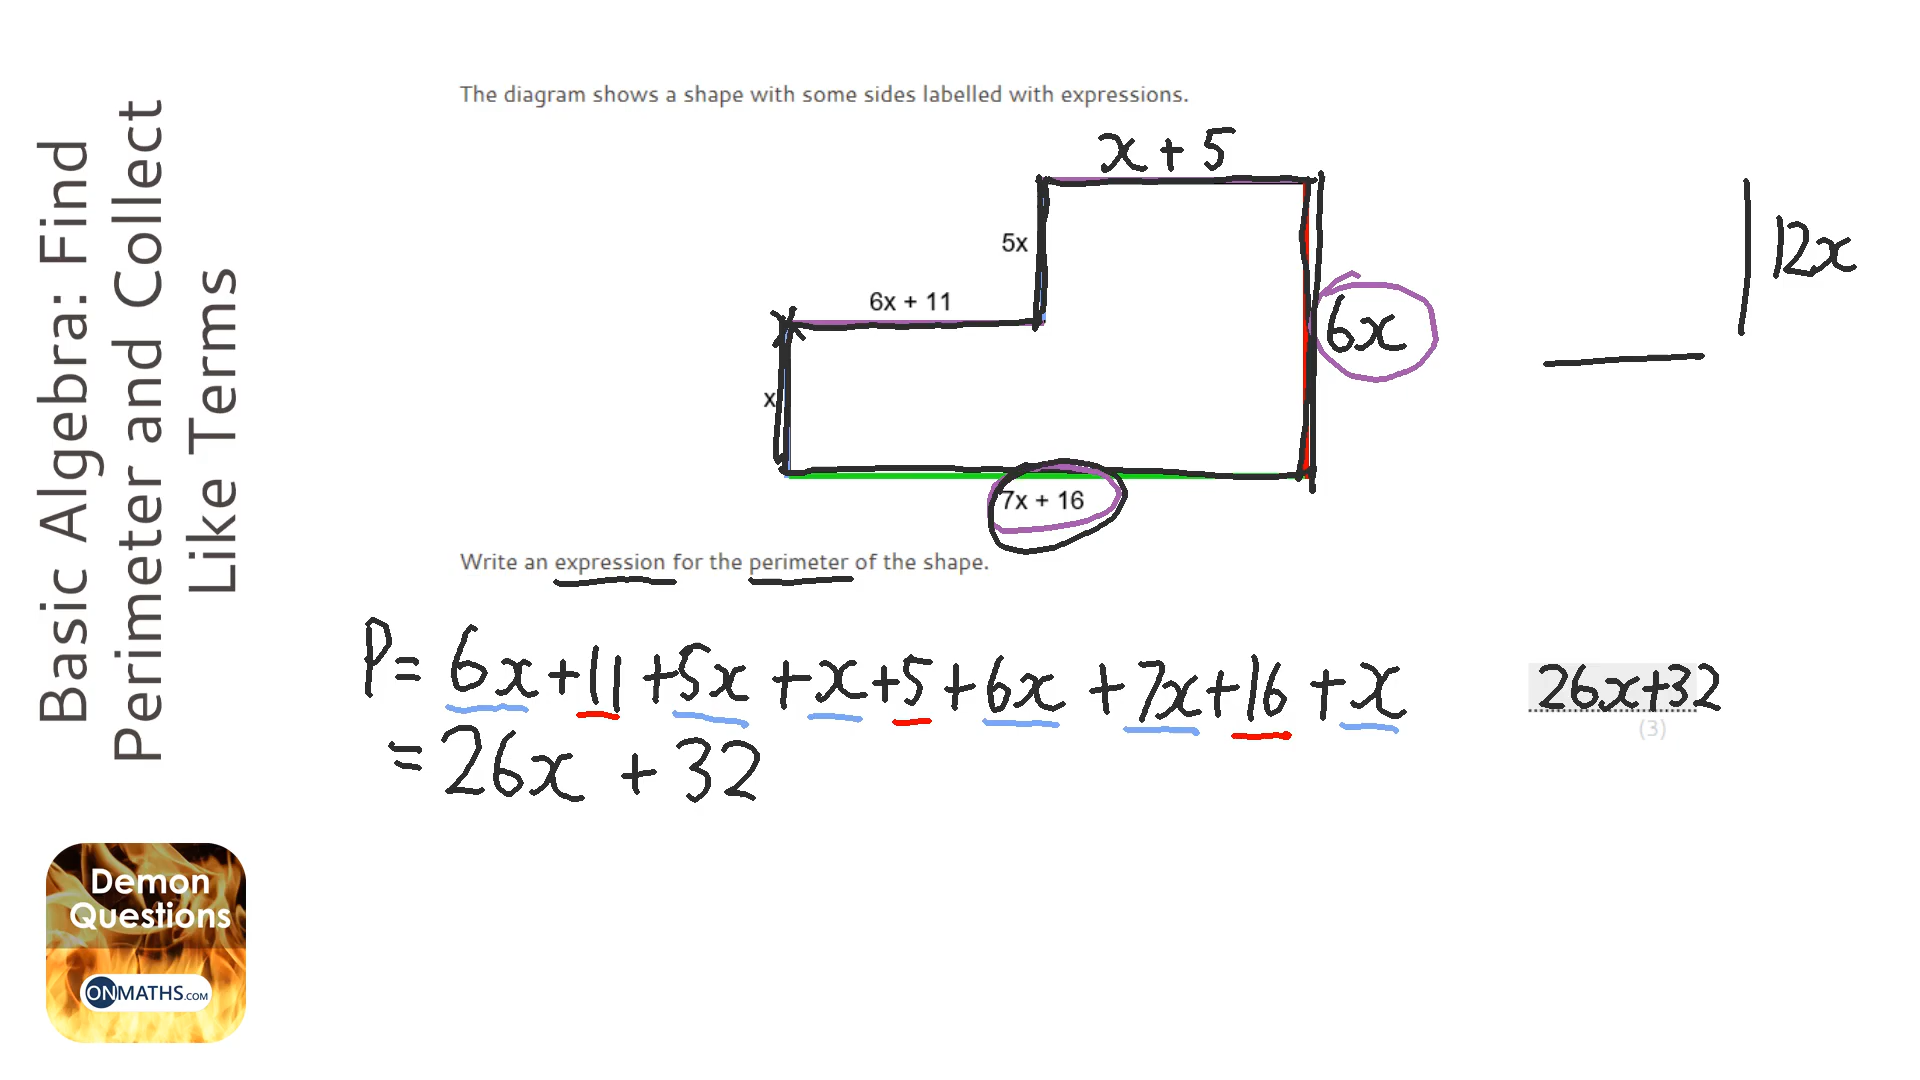 Basic Algebra: Find
Perimeter and Collect
Like Terms
The diagram shows a shape with some sides labelled with expressions.
x + 5
5x
12x
6x + 11
6x
x
7x + 16
Write an expression for the perimeter of the shape.
P = 6x + 11 + 5x + x + 5 + 6x + 7x + 16 + x
26x + 32
(3)
= 26x + 32
Demon
Questions
ONMATHS.COM